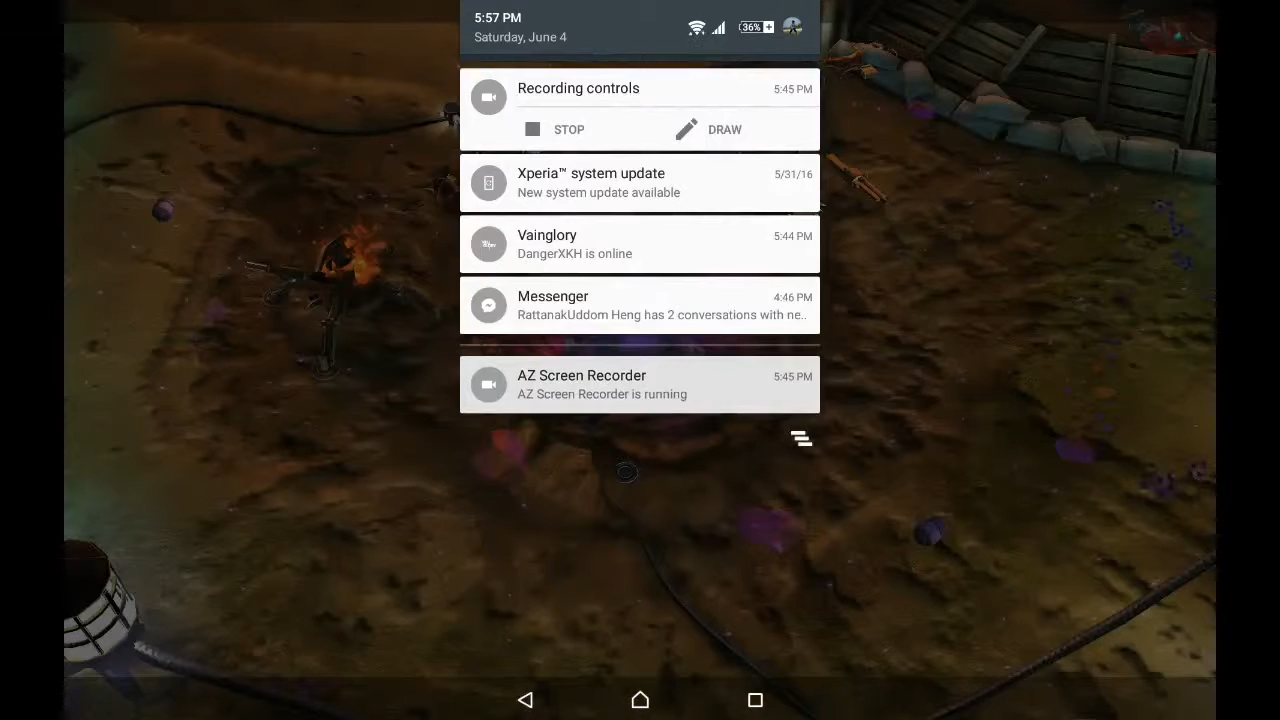 5:57 PM
Saturday, June 4
36%
Recording controls 5:45 PM
STOP DRAW
Xperia™ system update 5/31/16
New system update available
Vainglory 5:44 PM
DangerXKH is online
Messenger 4:46 PM
RattanakUddom Heng has 2 conversations with ne..
AZ Screen Recorder 5:45 PM
AZ Screen Recorder is running